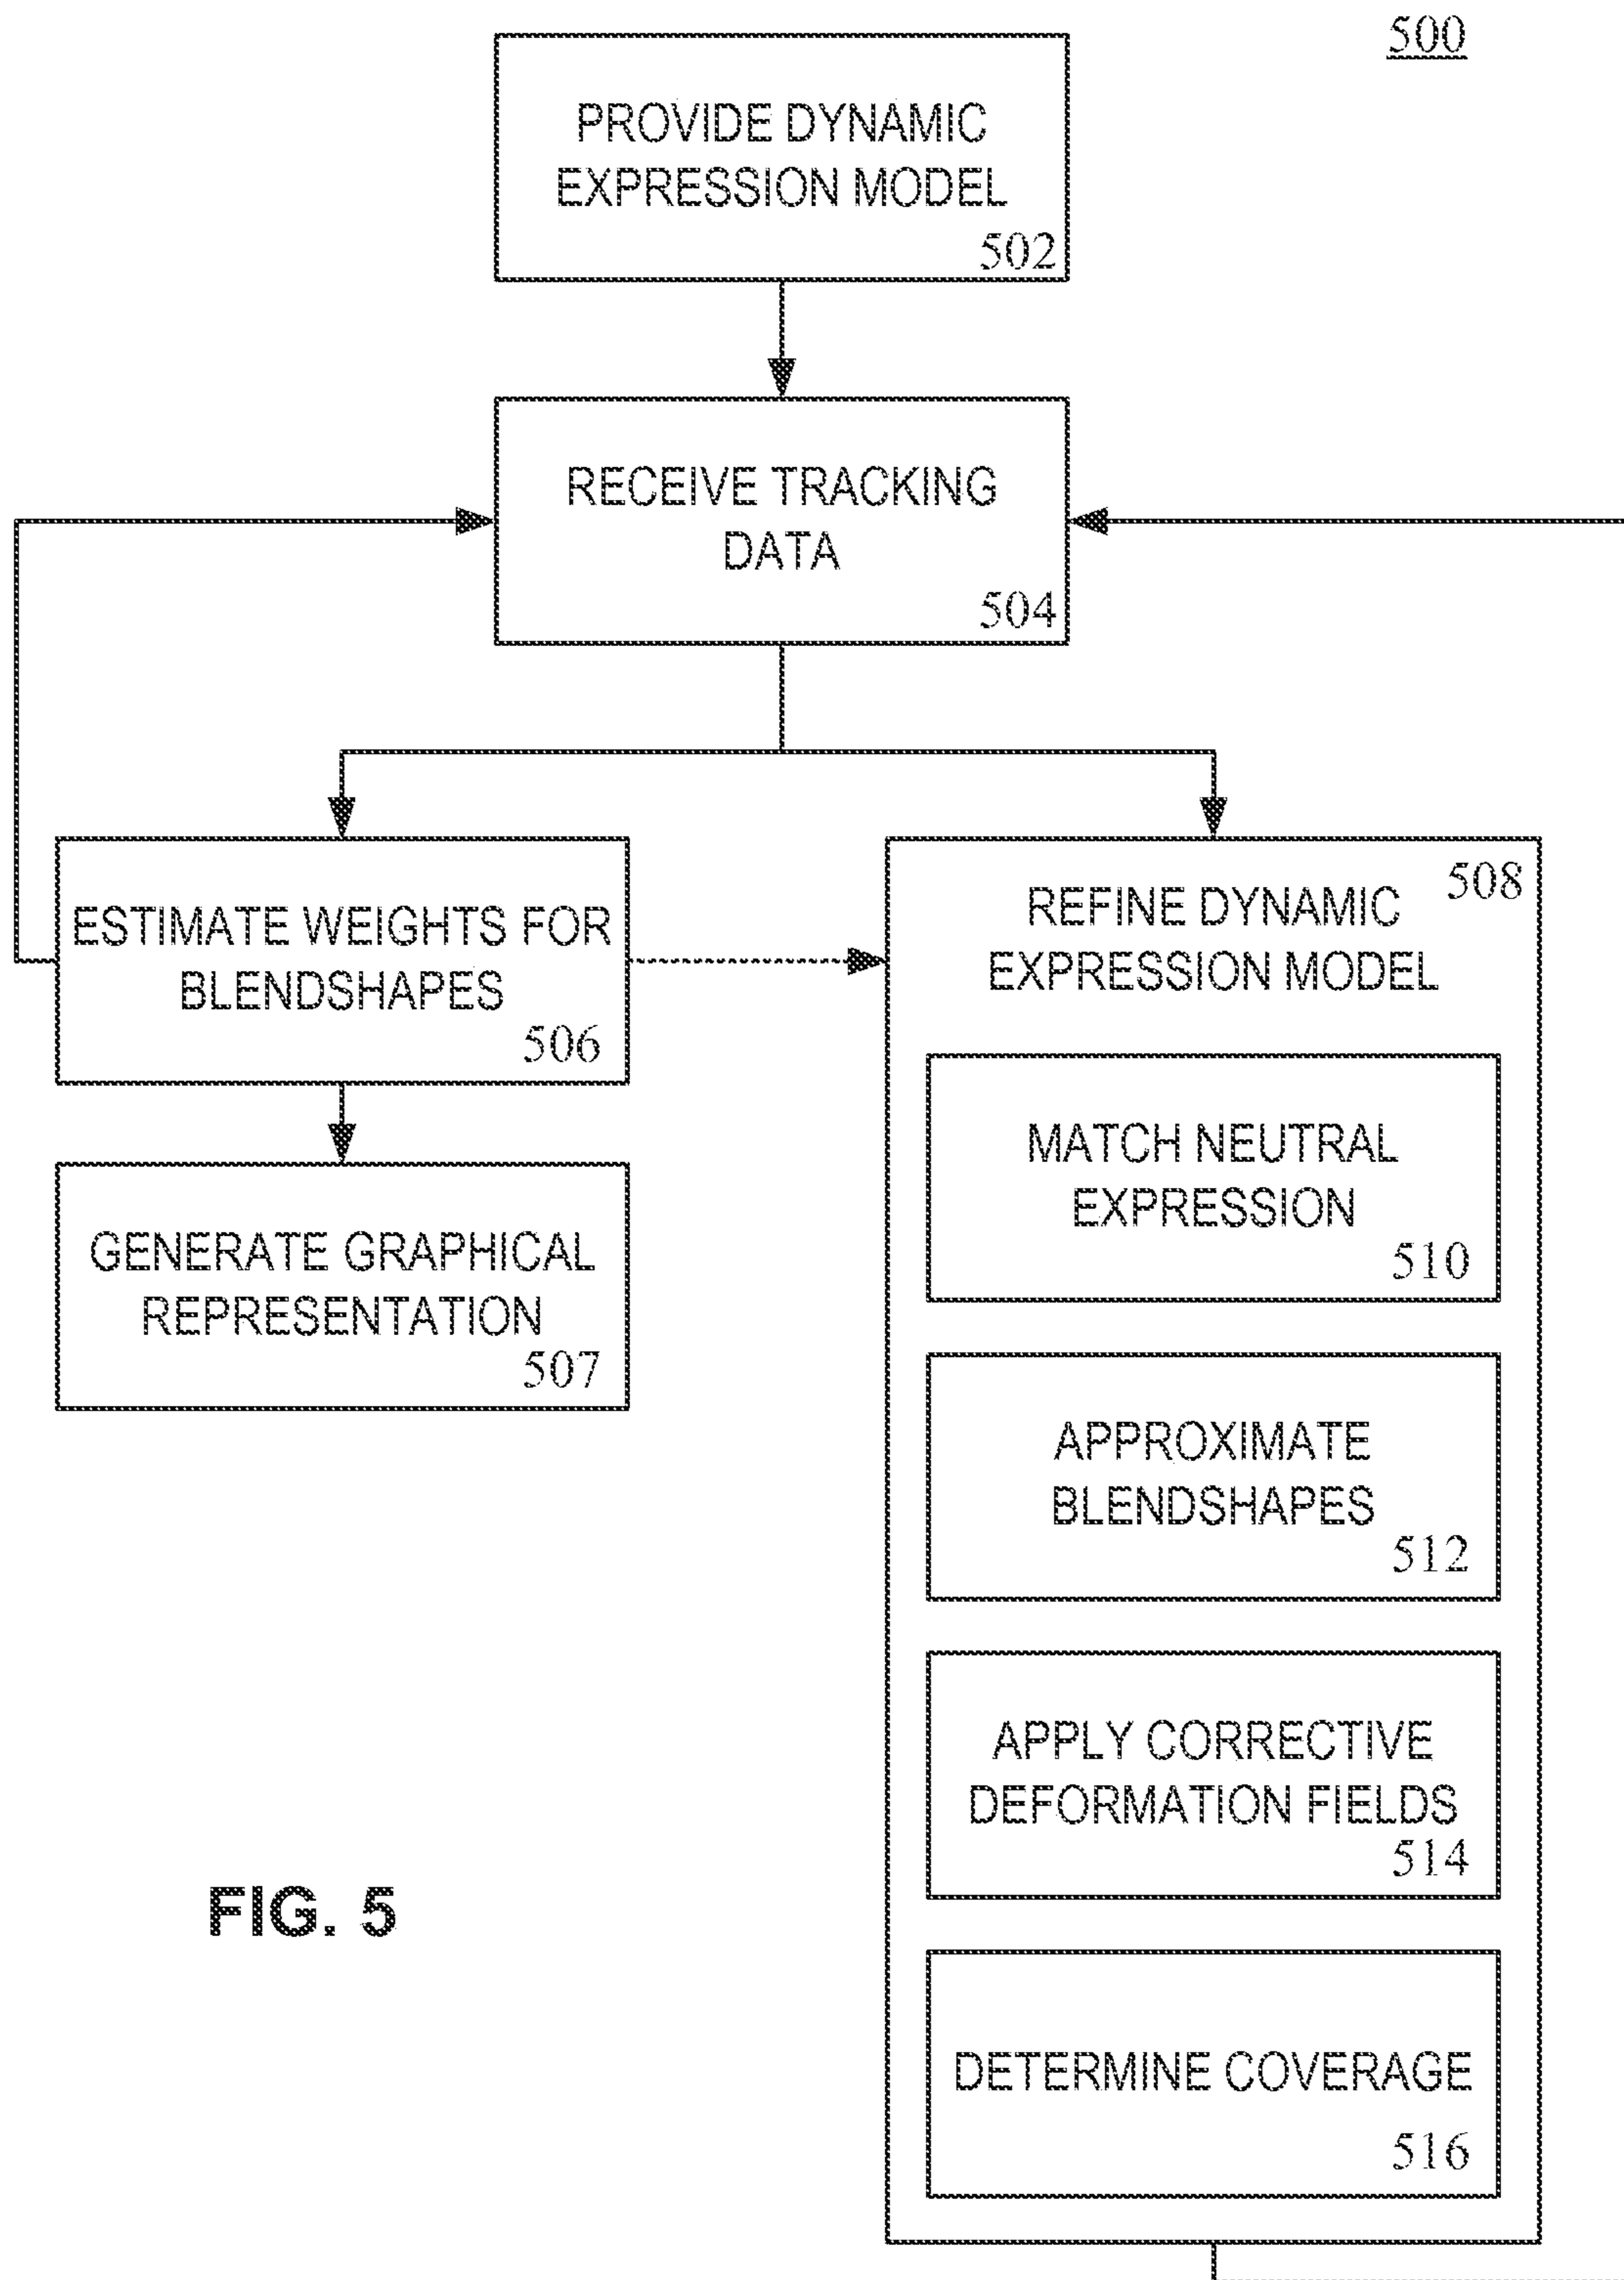 500
PROVIDE DYNAMIC
EXPRESSION MODEL
502
RECEIVE TRACKING
DATA
504
ESTIMATE WEIGHTS FOR
BLENDSHAPES
506
GENERATE GRAPHICAL
REPRESENTATION
507
508
REFINE DYNAMIC
EXPRESSION MODEL
MATCH NEUTRAL
EXPRESSION
510
APPROXIMATE
BLENDSHAPES
512
APPLY CORRECTIVE
DEFORMATION FIELDS
514
DETERMINE COVERAGE
516
FIG. 5